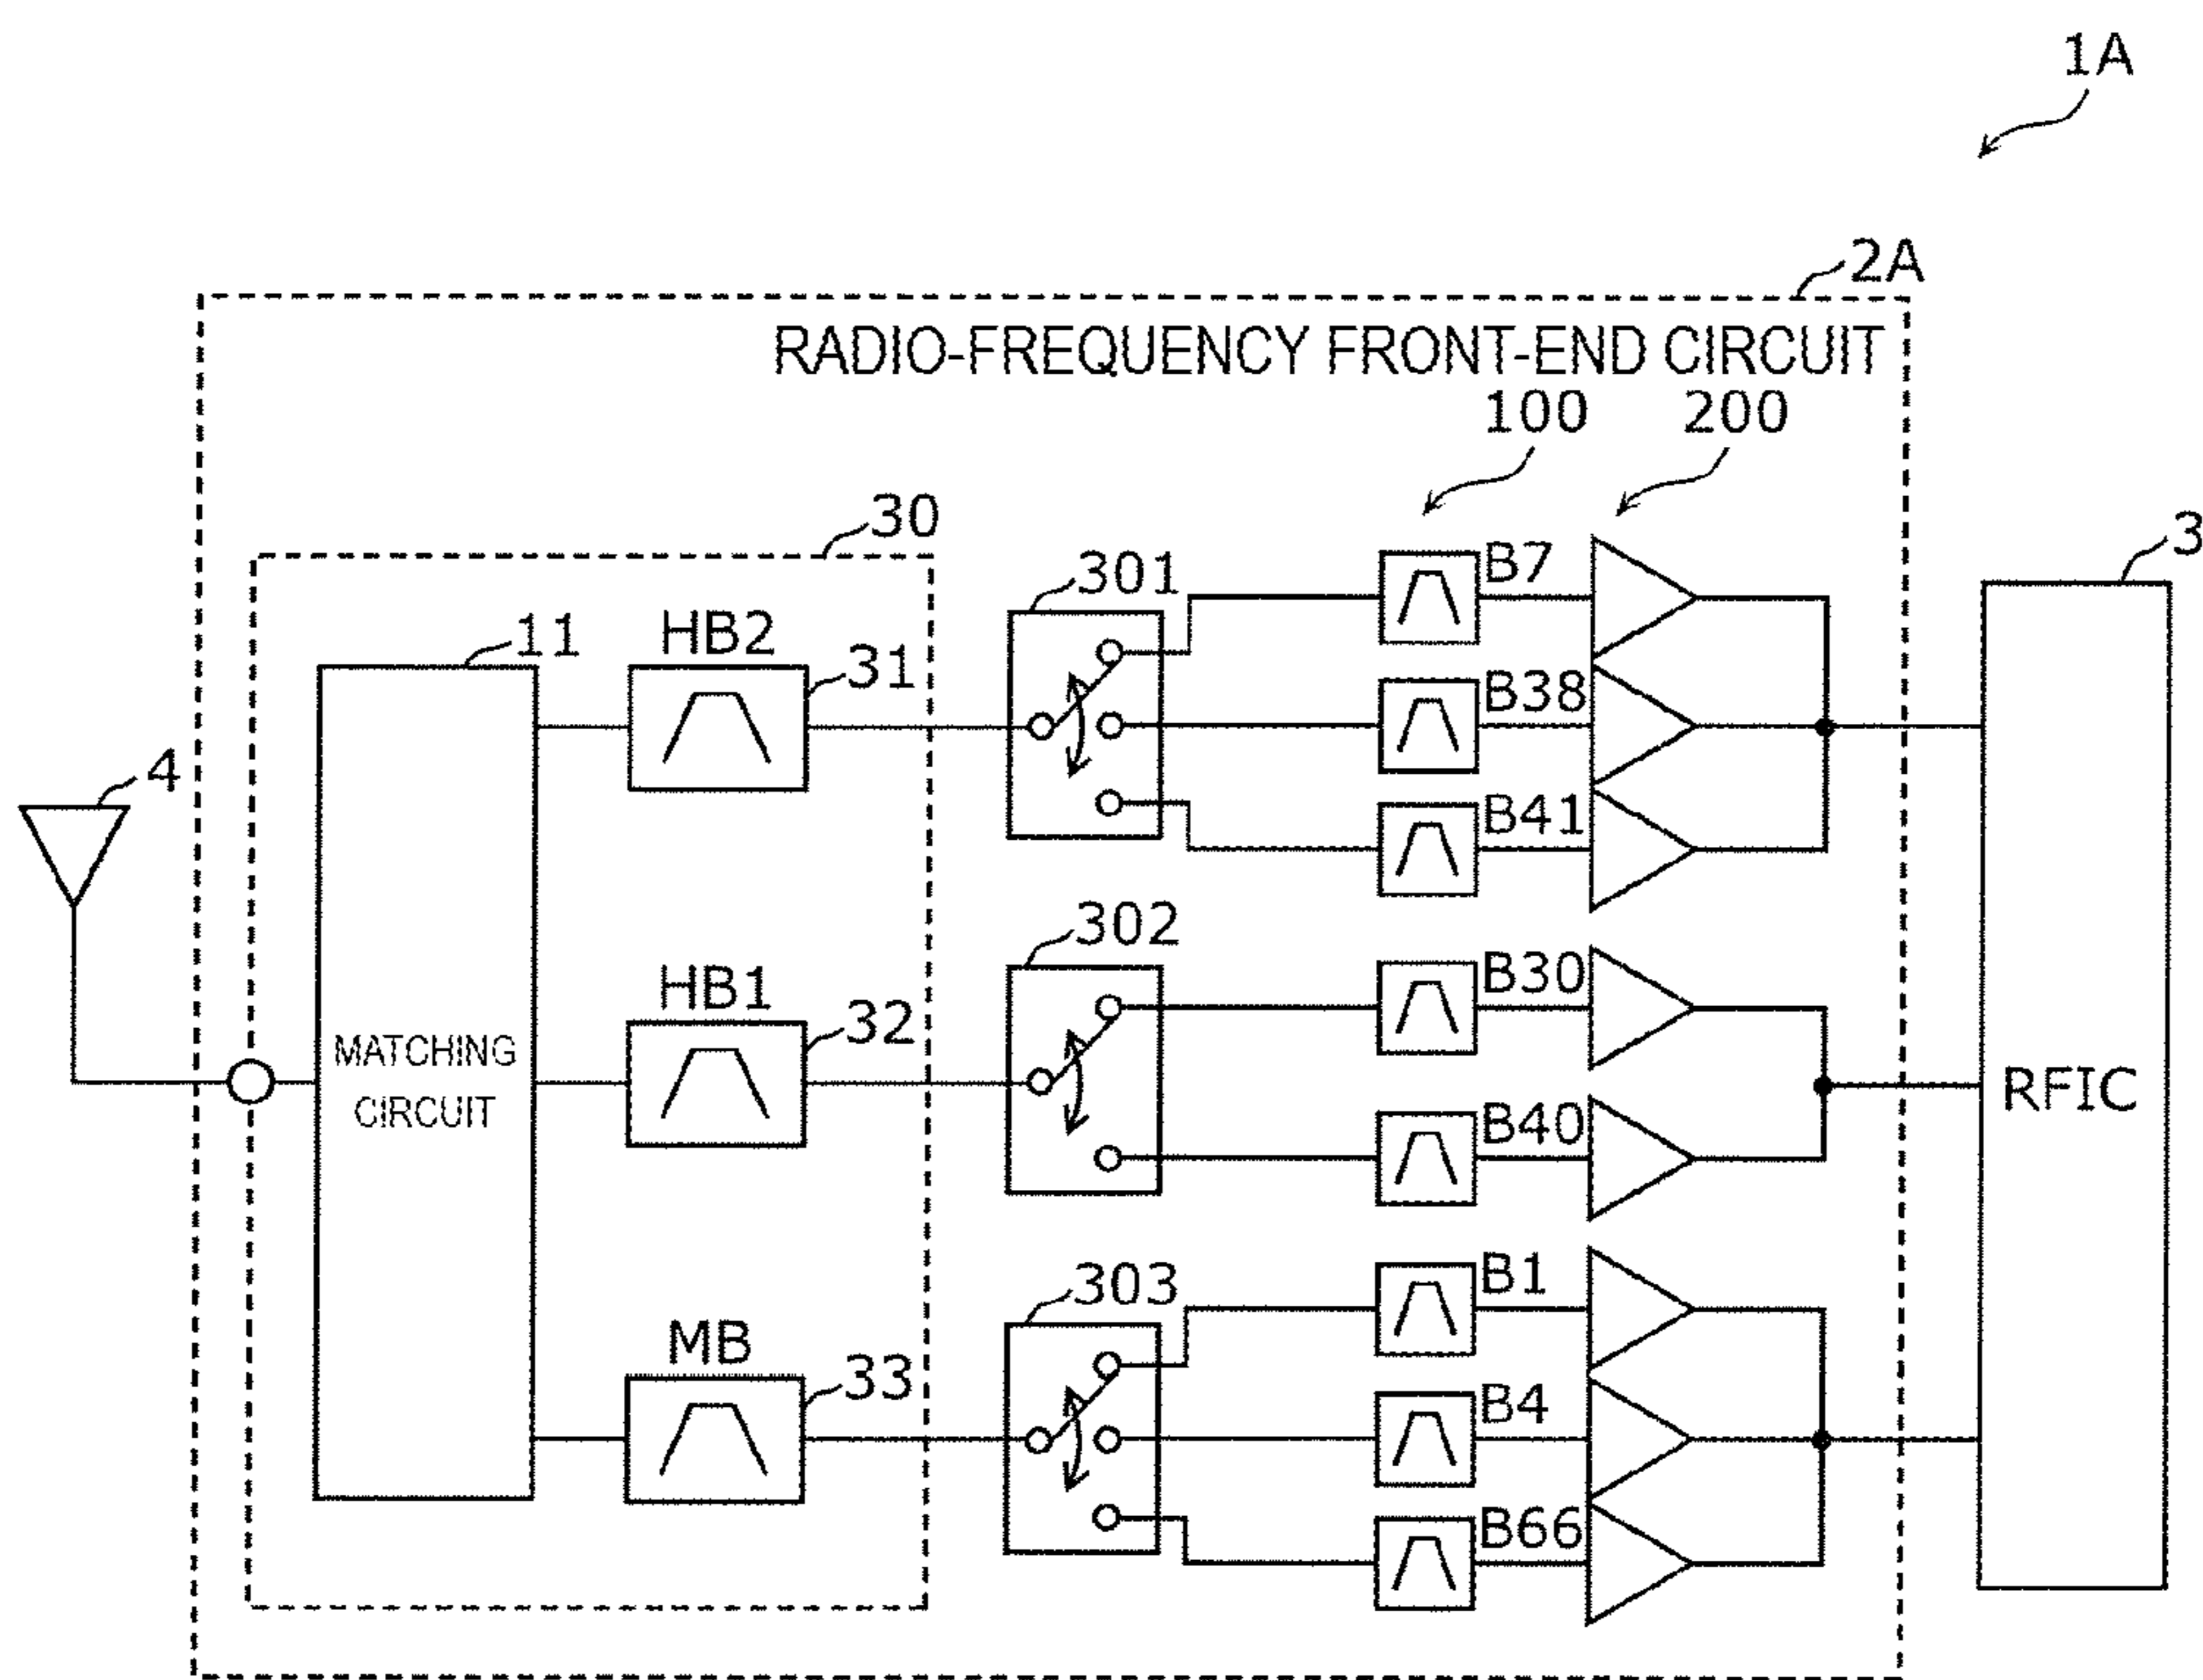 1A
2A
RADIO-FREQUENCY FRONT-END CIRCUIT
100 200
30
3
301
B7
11
HB2
31
B38
4
B41
302
HB1
32
B30
MATCHING
CIRCUIT
B40
RFIC
303
B1
MB
33
B4
B66